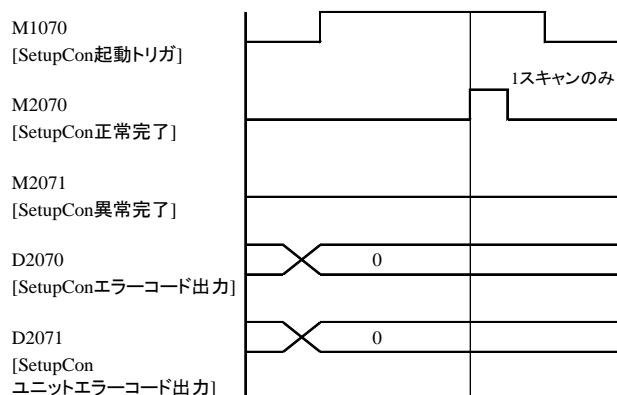 M1070
[SetupCon起動トリガ]
1スキャンのみ
M2070
[SetupCon正常完了]
M2071
[SetupCon異常完了]
D2070
0
[SetupConエラーコード出力]
D2071
0
[SetupCon
ユニットエラーコード出力]